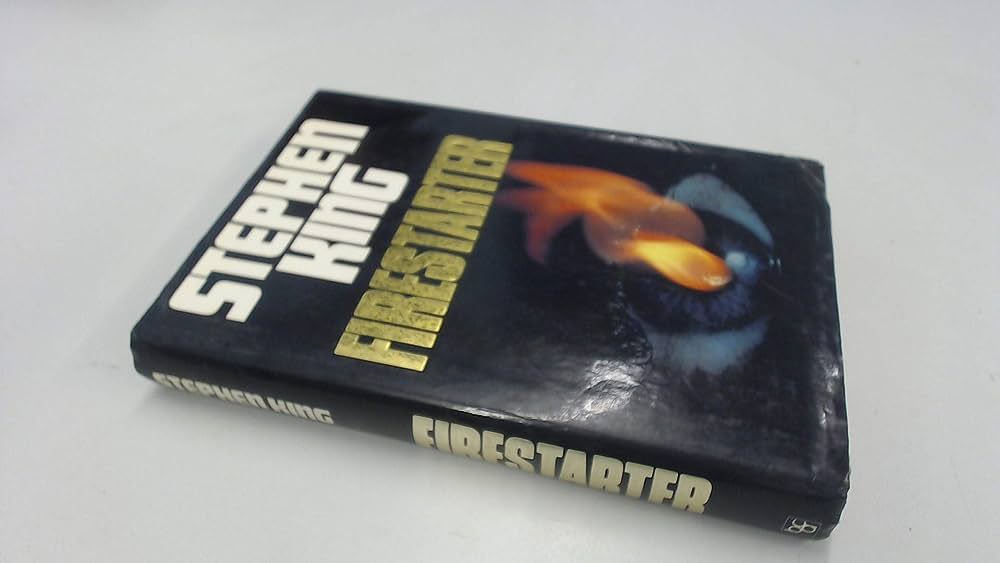 STEPHEN
KING
FIRESTARTER
STEPHEN KING
FIRESTARTER